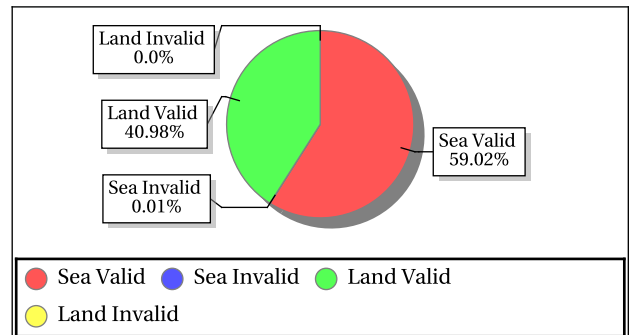 Land Invalid
0.0%
Land Valid
40.98%
Sea Valid
59.02%
Sea Invalid
0.01%
Sea Valid Sea Invalid Land Valid
Land Invalid